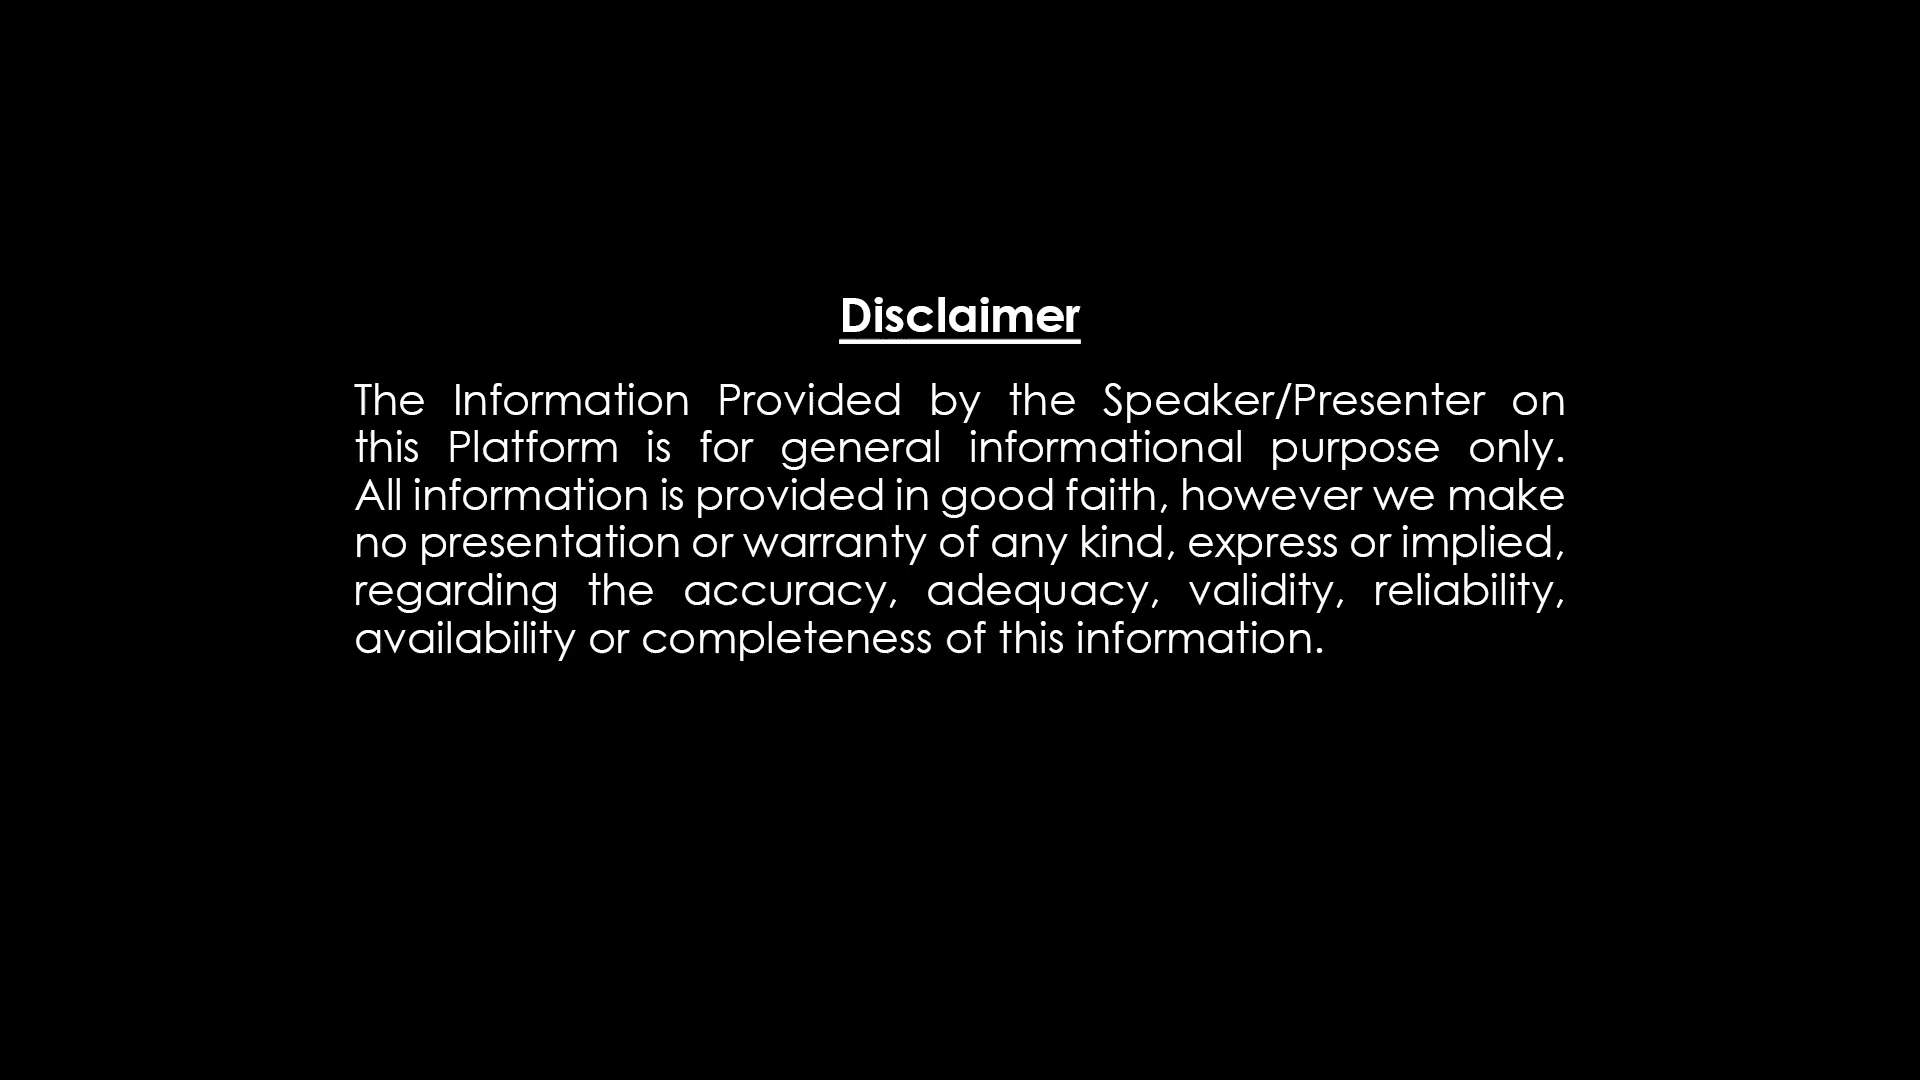 Disclaimer
The Information Provided by the Speaker/Presenter on
this Platform is for general informational purpose only.
All information is provided in good faith, however we make
no presentation or warranty of any kind, express or implied,
regarding the accuracy, adequacy, validity, reliability,
availability or completeness of this information.